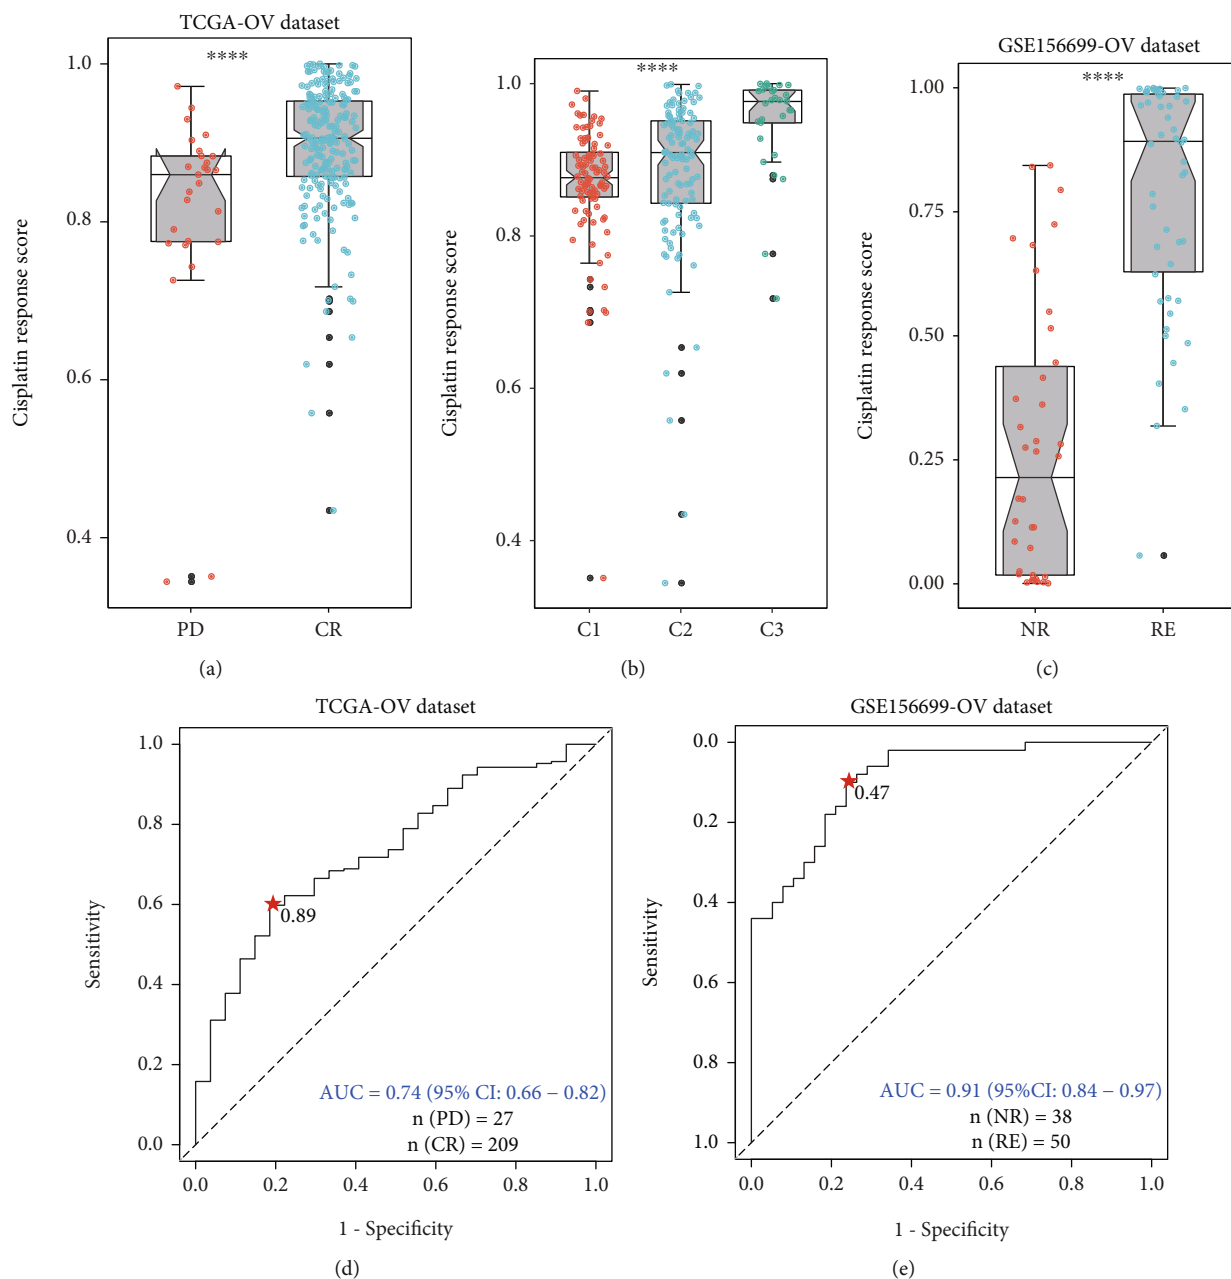 TCGA-OV dataset
Cisplatin response score
1.0
0.8
0.6
0.4
****
PD CR
(a)
Cisplatin response score
1.0
0.8
0.6
0.4
****
C1 C2 C3
(b)
GSE156699-OV dataset
Cisplatin response score
1.00
0.75
0.50
0.25
0.00
****
NR RE
(c)
TCGA-OV dataset
Sensitivity
1.0
0.8
0.6
0.4
0.2
0.0
0.89
AUC = 0.74 (95% CI: 0.66 − 0.82)
n (PD) = 27
n (CR) = 209
0.0 0.2 0.4 0.6 0.8 1.0
1 - Specificity
(d)
GSE156699-OV dataset
Sensitivity
0.0
0.2
0.4
0.6
0.8
1.0
0.47
AUC = 0.91 (95%CI: 0.84 − 0.97)
n (NR) = 38
n (RE) = 50
0.0 0.2 0.4 0.6 0.8 1.0
1 - Specificity
(e)